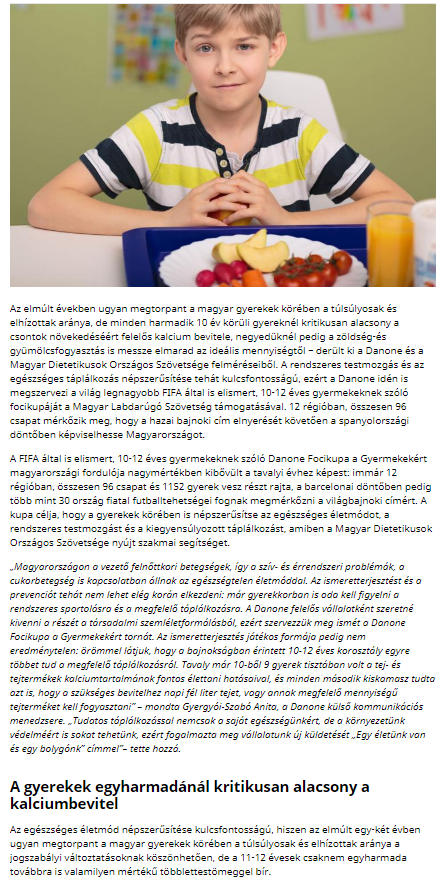 Az elmúlt években ugyan megtorpant a magyar gyerekek körében a túlsúlyosak és
elhízottak aránya, de minden harmadik 10 év körüli gyereknél kritikusan alacsony a
csontok növekedéséért felelős kalcium bevitele, negyedüknél pedig a zöldség-és
gyümölcsfogyasztás is messze elmarad az ideális mennyiségtől – derült ki a Danone és a
Magyar Dietetikusok Országos Szövetsége felméréseiből. A rendszeres testmozgás és az
egészséges táplálkozás népszerűsítése tehát kulcsfontosságú, ezért a Danone idén is
megszervezi a világ legnagyobb FIFA által is elismert, 10-12 éves gyermekeknek szóló
focikupáját a Magyar Labdarúgó Szövetség támogatásával. 12 régióban, összesen 96
csapat mérkőzik meg, hogy a hazai bajnoki cím elnyerését követően a spanyolországi
döntőben képviselhesse Magyarországot.
A FIFA által is elismert, 10-12 éves gyermekeknek szóló Danone Focikupa a Gyermekekért
magyarországi fordulója nagymértékben kibővült a tavalyi évhez képest: immár 12
régióban, összesen 96 csapat és 1152 gyerek vesz részt rajta, a barcelonai döntőben pedig
több mint 30 ország fiatal futballtehetségei fognak megmérkőzni a világbajnoki címért. A
kupa célja, hogy a gyerekek körében is népszerűsítse az egészséges életmódot, a
rendszeres testmozgást és a kiegyensúlyozott táplálkozást, amiben a Magyar Dietetikusok
Országos Szövetsége nyújt szakmai segítséget.
„Magyarországon a vezető felnőttkori betegségek, így a szív- és érrendszeri problémák, a
cukorbetegség is kapcsolatban állnak az egészségtelen életmóddal. Az ismeretterjesztést és a
prevenciót tehát nem lehet elég korán elkezdeni: már gyerekkorban is oda kell figyelni a
rendszeres sportolásra és a megfelelő táplálkozásra. A Danone felelős vállalatként szeretné
kivenni a részét a társadalmi szemléletformálásból, ezért szervezzük meg ismét a Danone
Focikupa a Gyermekekért tornát. Az ismeretterjesztés játékos formája pedig nem
eredménytelen: örömmel látjuk, hogy a bajnokságban érintett 10-12 éves korosztály egyre
többet tud a megfelelő táplálkozásról. Tavaly már 10-ből 9 gyerek tisztában volt a tej- és
tejtermékek kalciumtartalmának fontos élettani hatásaival, és minden második kiskamasz tudta
azt is, hogy a szükséges bevitelhez napi fél liter tejet, vagy annak megfelelő mennyiségű
tejterméket kell fogyasztani” – mondta Gyergyói-Szabó Anita, a Danone külső kommunikációs
menedzsere. „Tudatos táplálkozással nemcsak a saját egészségünkért, de a környezetünk
védelméért is sokat tehetünk, ezért fogalmazta meg vállalatunk új küldetését „Egy életünk van
és egy bolygónk” címmel”– tette hozzá.
A gyerekek egyharmadánál kritikusan alacsony a
kalciumbevitel
Az egészséges életmód népszerűsítése kulcsfontosságú, hiszen az elmúlt egy-két évben
ugyan megtorpant a magyar gyerekek körében a túlsúlyosak és elhízottak aránya a
jogszabályi változtatásoknak köszönhetően, de a 11-12 évesek csaknem egyharmada
továbbra is valamilyen mértékű többlettestömeggel bír.